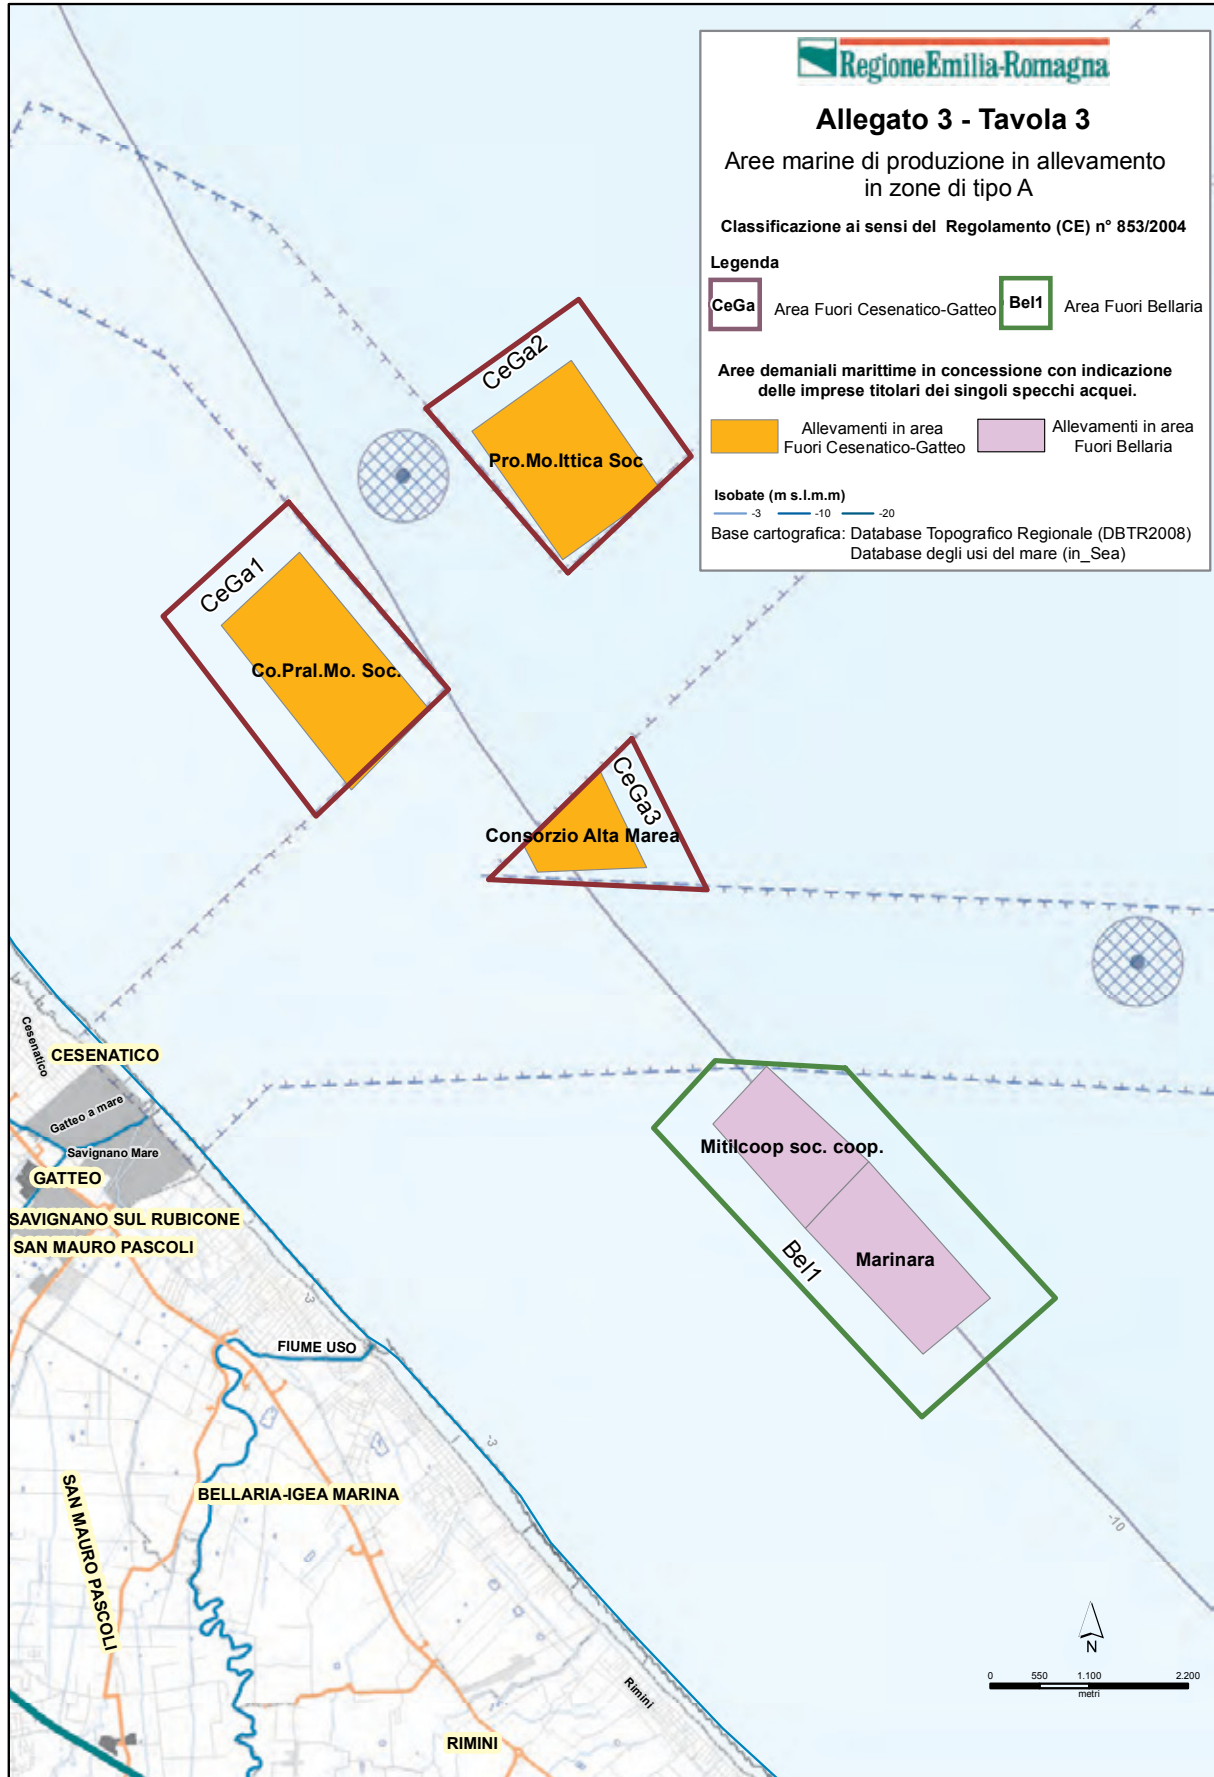 RegioneEmilia-Romagna
Allegato 3 - Tavola 3
Aree marine di produzione in allevamento
in zone di tipo A
Classificazione ai sensi del Regolamento (CE) n° 853/2004
Legenda
CeGa
Area Fuori Cesenatico-Gatteo
Bel1
Area Fuori Bellaria
Aree demaniali marittime in concessione con indicazione
delle imprese titolari dei singoli specchi acquei.
Allevamenti in area
Fuori Cesenatico-Gatteo
Allevamenti in area
Fuori Bellaria
Isobate (m s.l.m.m)
-3
-10
-20
Base cartografica: Database Topografico Regionale (DBTR2008)
Database degli usi del mare (in_Sea)
CeGa2
Pro.Mo.Ittica Soc
CeGa1
Co.Pral.Mo. Soc.
CeGa3
Consorzio Alta Marea
Cesenatico
CESENATICO
Gatteo a mare
Savignano Mare
GATTEO
SAVIGNANO SUL RUBICONE
SAN MAURO PASCOLI
Mitilcoop soc. coop.
Marinara
Bel1
-3
FIUME USO
-3
BELLARIA-IGEA MARINA
SAN MAURO PASCOLI
-10
Rimini
RIMINI
N
0
550
1.100
2.200
metri